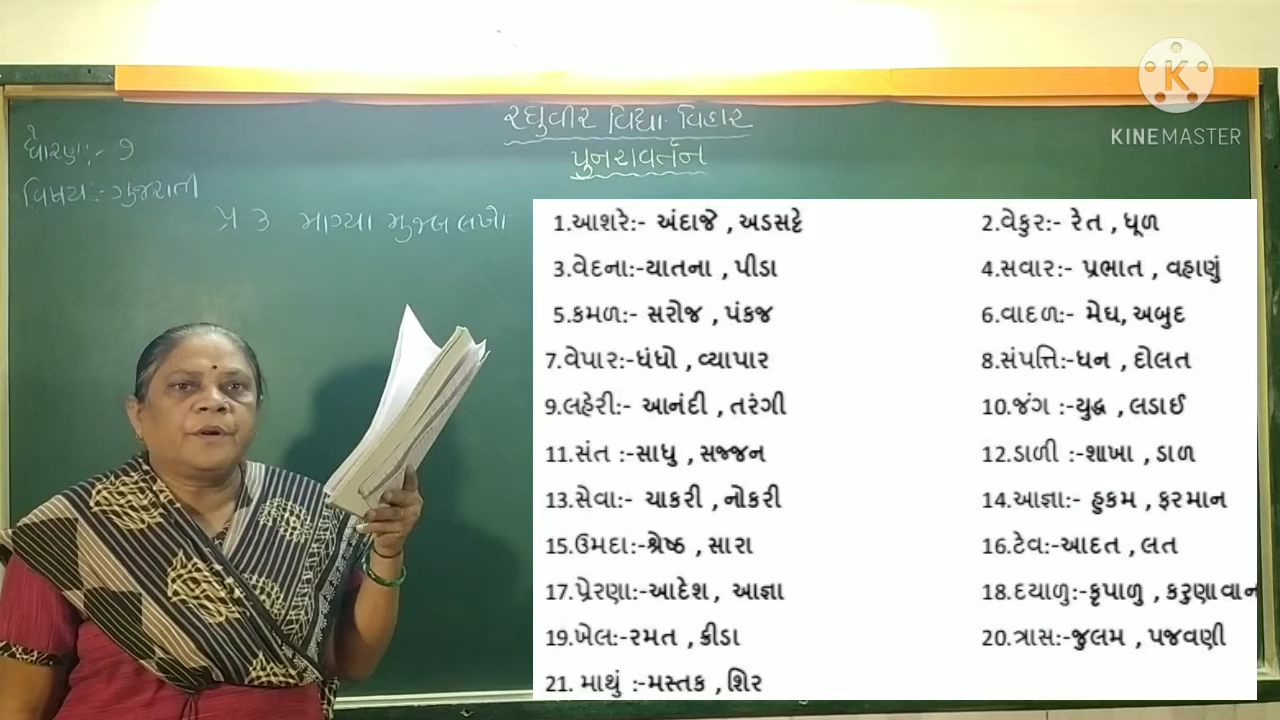 રઘુવીર વિદ્યા વિહાર
પુનરાવર્તન
ધોરણ:- ૭
વિષય:- ગુજરાતી
પ્ર ૩ માગ્યા મુજબ લખો
KINEMASTER
1.આશરે:- અંદાજે , અડસટ્ટે
2.વેકુર:- રેત , ધૂળ
3.વેદના:-યાતના , પીડા
4.સવાર:- પ્રભાત , વહાણું
5.કમળ:- સરોજ , પંકજ
6.વાદળ:- મેઘ, અબુદ
7.વેપાર:-ધંધો , વ્યાપાર
8.સંપત્તિ:-ધન , દોલત
9.લહેરી:- આનંદી , તરંગી
10.જંગ :-યુદ્ધ , લડાઈ
11.સંત :-સાધુ , સજ્જન
12.ડાળી :-શાખા , ડાળ
13.સેવા:- ચાકરી , નોકરી
14.આજ્ઞા:- હુકમ , ફરમાન
15.ઉમદા:-શ્રેષ્ઠ , સારા
16.ટેવ:-આદત , લત
17.પ્રેરણા:-આદેશ , આજ્ઞા
18.દયાળુ:-કૃપાળુ , કરુણાવાન
19.ખેલ:-રમત , ક્રીડા
20.ત્રાસ:-જુલમ , પજવણી
21. માથું :-મસ્તક , શિર